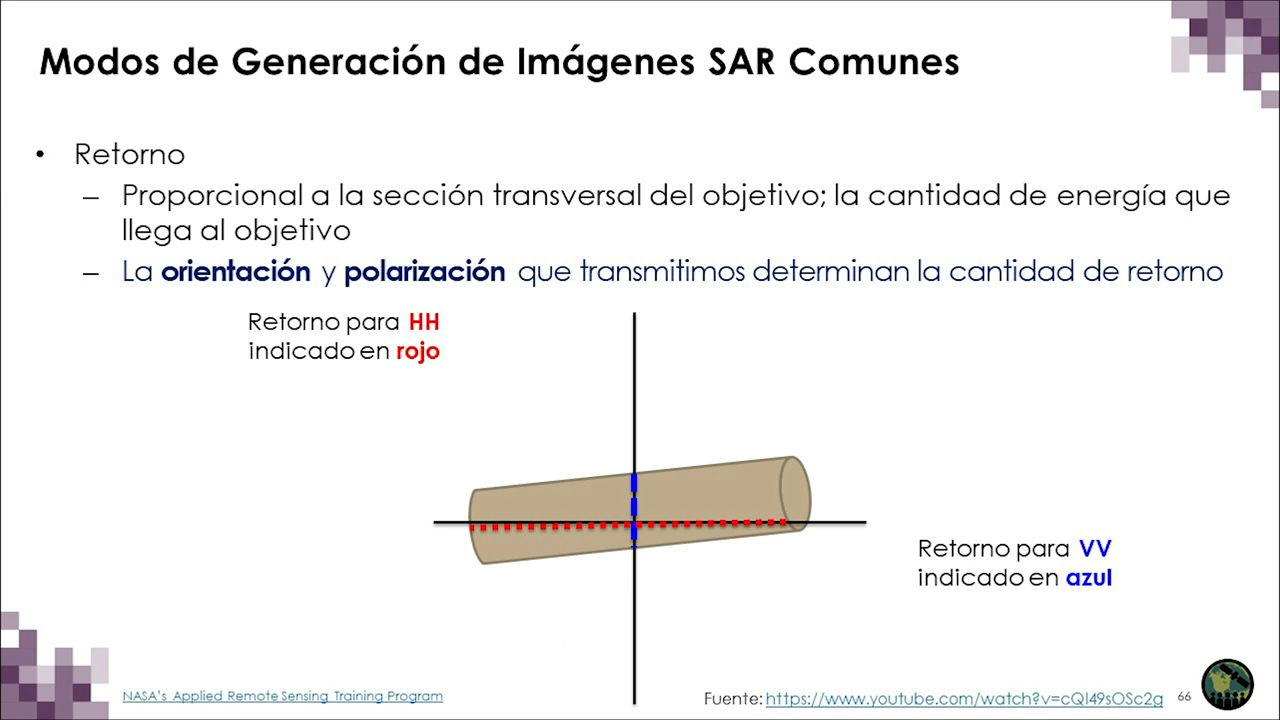 Modos de Generación de Imágenes SAR Comunes
• Retorno
– Proporcional a la sección transversal del objetivo; la cantidad de energía que
llega al objetivo
– La orientación y polarización que transmitimos determinan la cantidad de retorno
Retorno para HH
indicado en rojo
Retorno para VV
indicado en azul
NASA's Applied Remote Sensing Training Program
Fuente: https://www.youtube.com/watch?v=cQI49sOSc2g
66